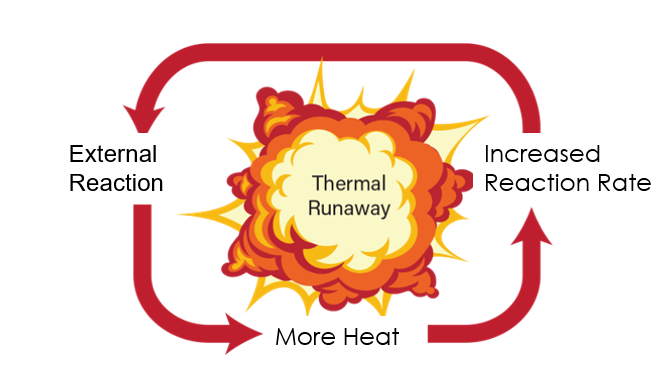 External
Reaction
Thermal
Runaway
Increased
Reaction Rate
More Heat